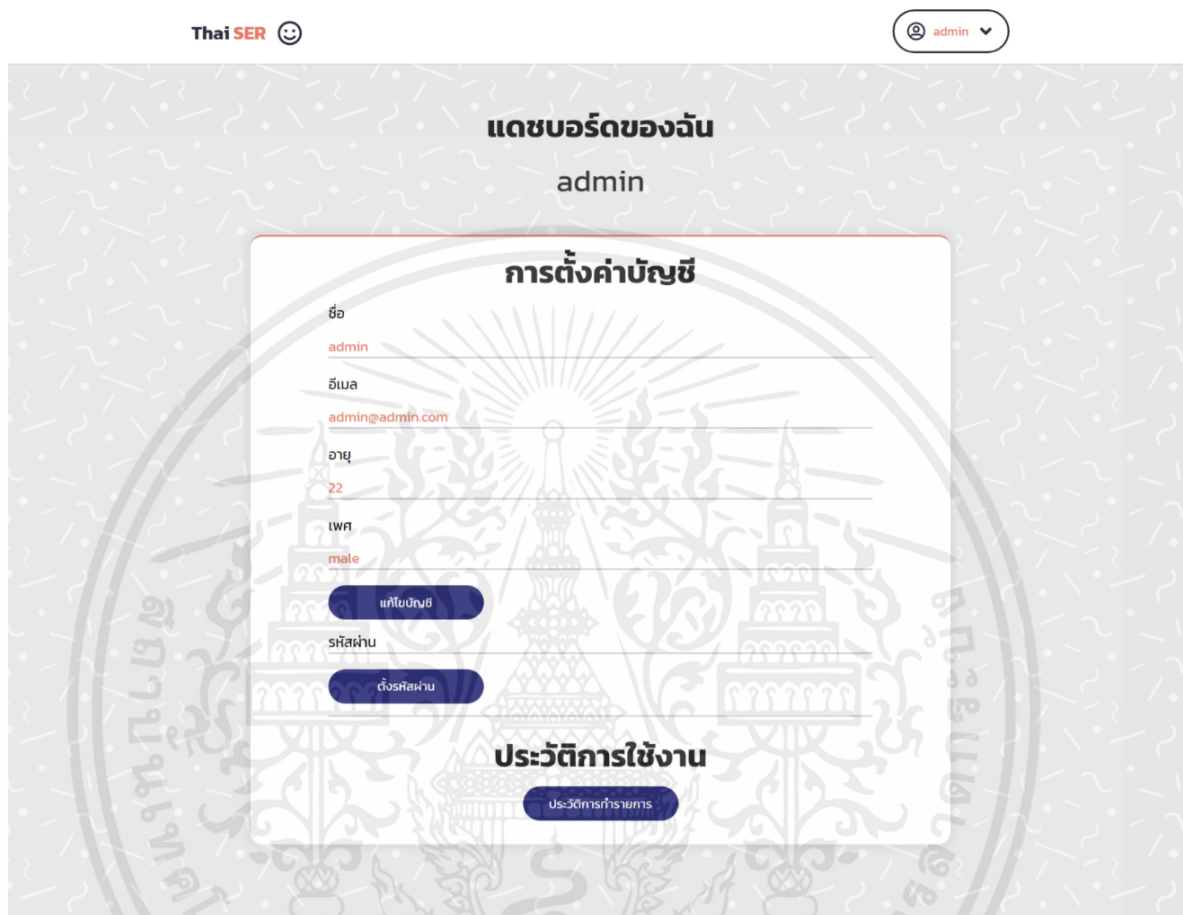 Thai SER
admin
แดชบอร์ดของฉัน
admin
การตั้งค่าบัญชี
ชื่อ
admin
อีเมล
admin@admin.com
อายุ
22
เพศ
male
แก้ไขบัญชี
รหัสผ่าน
ตั้งรหัสผ่าน
ประวัติการใช้งาน
ประวัติการทำรายการ